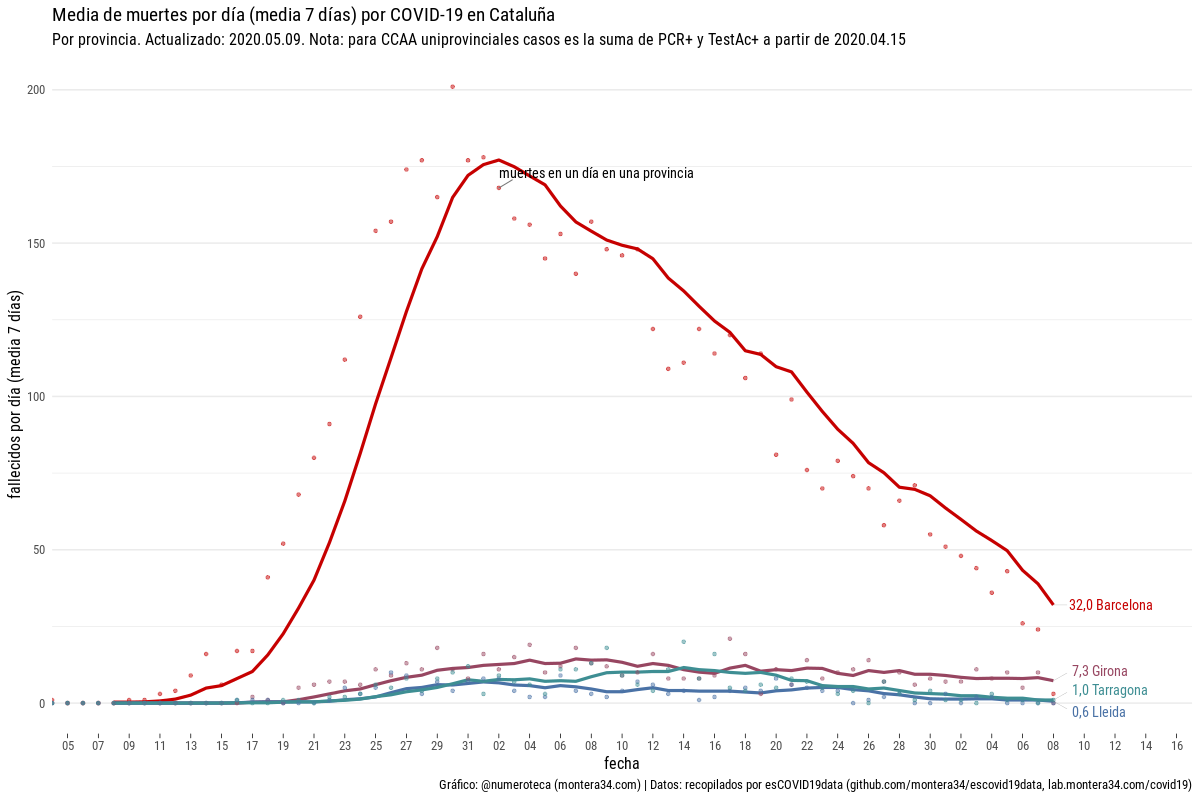 Media de muertes por día (media 7 días) por COVID-19 en Cataluña
Por provincia. Actualizado: 2020.05.09. Nota: para CCAA uniprovinciales casos es la suma de PCR+ y TestAc+ a partir de 2020.04.15
fallecidos por día (media 7 días)
200
150
100
50
0
muertes en un día en una provincia
32,0 Barcelona
7,3 Girona
1,0 Tarragona
0,6 Lleida
05 07 09 11 13 15 17 19 21 23 25 27 29 31 02 04 06 08 10 12 14 16 18 20 22 24 26 28 30 02 04 06 08 10 12 14 16
fecha
Gráfico: @numeroteca (montera34.com) | Datos: recopilados por esCOVID19data (github.com/montera34/escovid19data, lab.montera34.com/covid19)